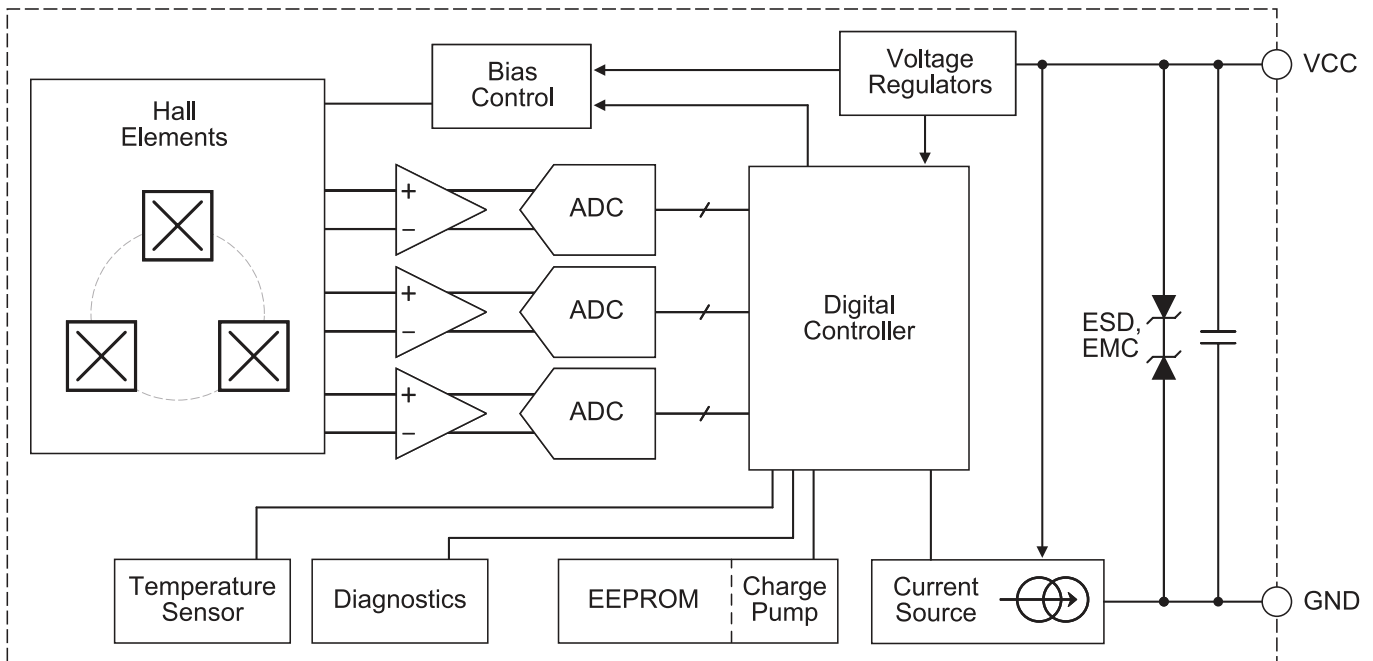 Voltage
Regulators
VCC
Bias
Control
Hall
Elements
+
−
ADC
+
−
ADC
Digital
Controller
ESD,
EMC
+
−
ADC
Temperature
Sensor
Diagnostics
EEPROM
Charge
Pump
Current
Source
GND